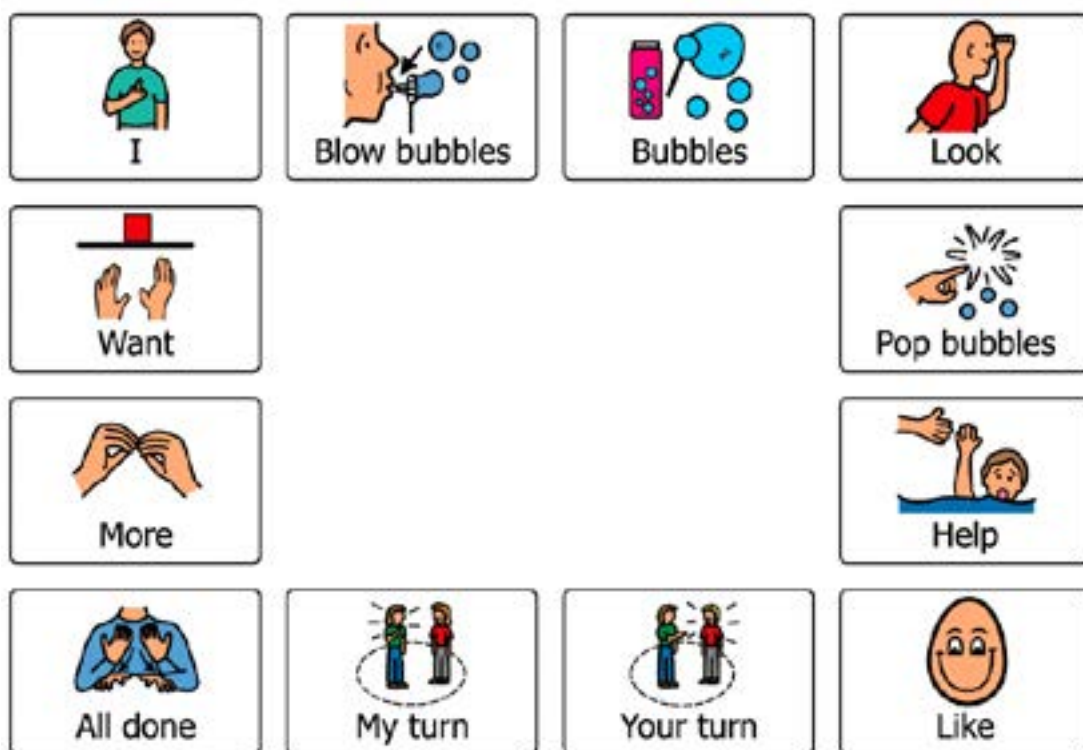 I
Blow bubbles
Bubbles
Look
Want
Pop bubbles
More
Help
All done
My turn
Your turn
Like